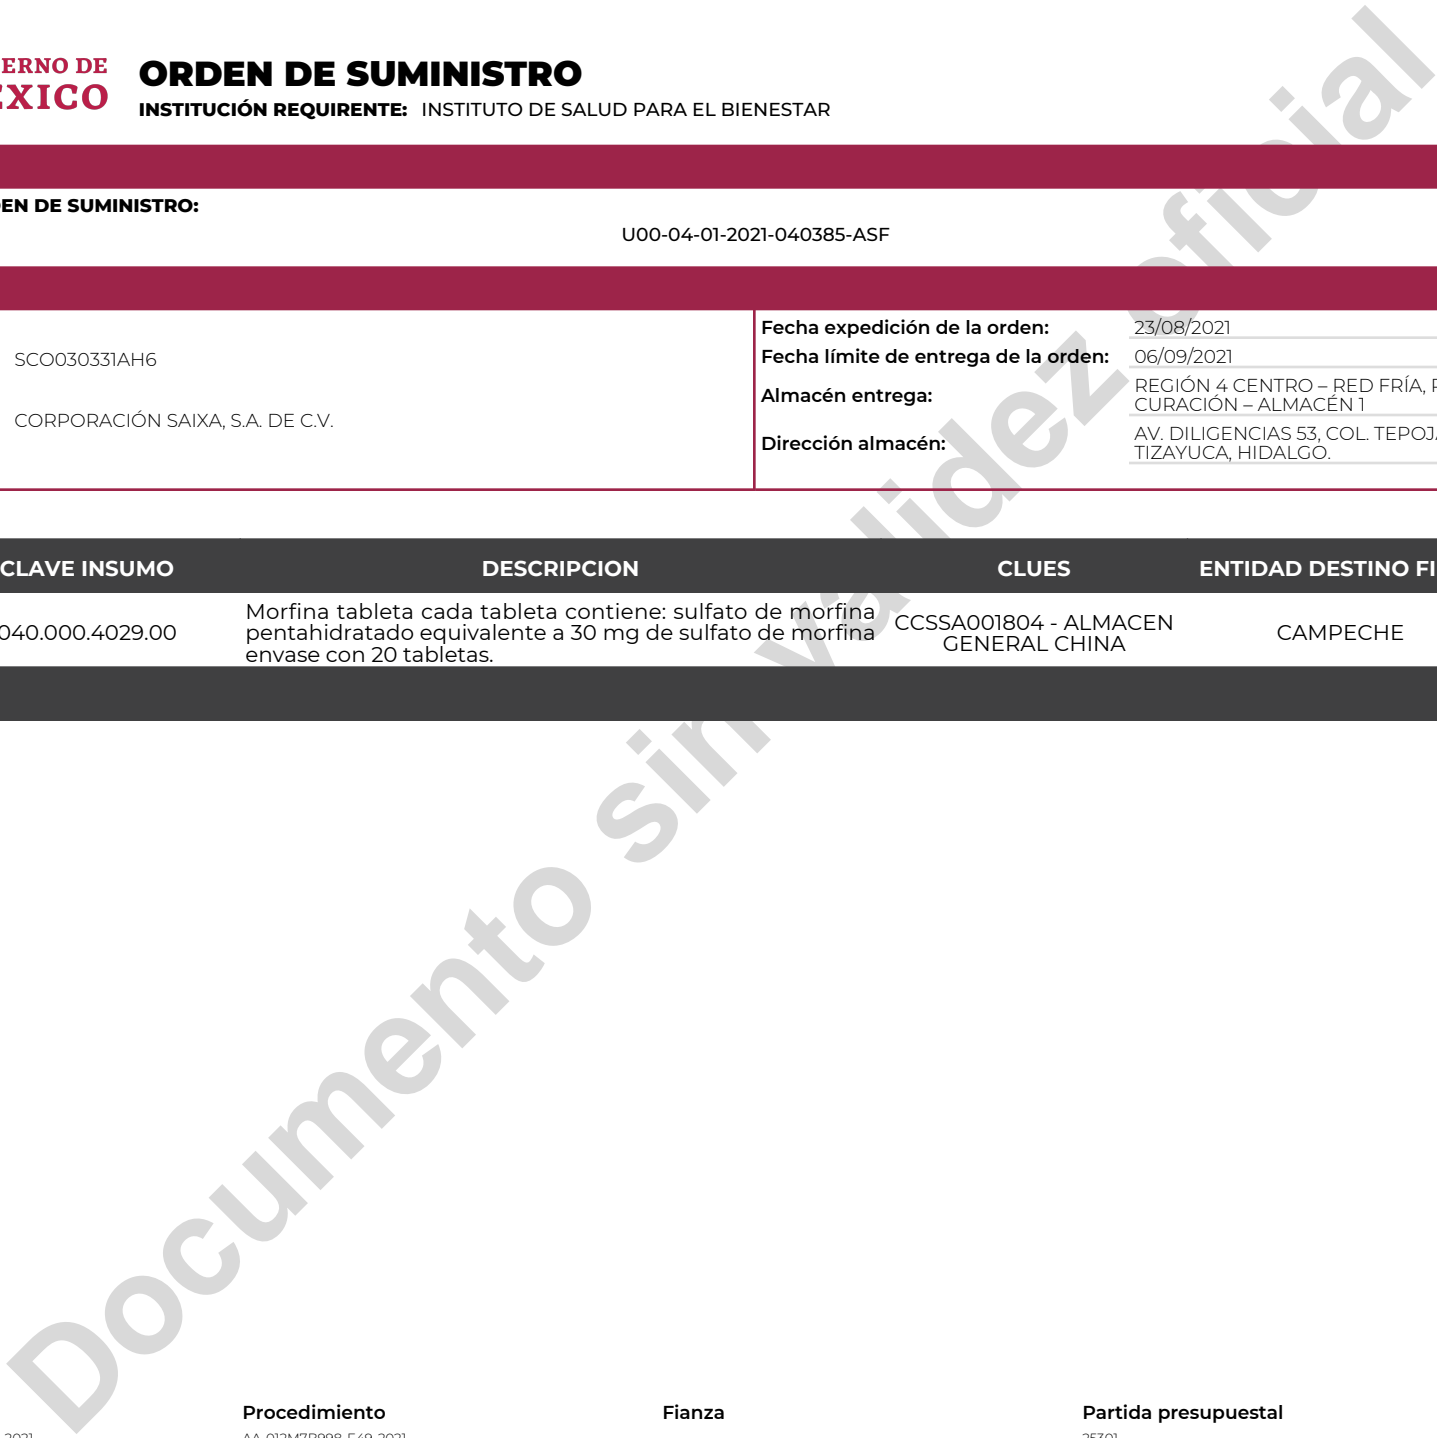 ERNO DE
ÉXICO
ORDEN DE SUMINISTRO
INSTITUCIÓN REQUIRENTE: INSTITUTO DE SALUD PARA EL BIENESTAR
EN DE SUMINISTRO:
U00-04-01-2021-040385-ASF
SCO030331AH6
CORPORACIÓN SAIXA, S.A. DE C.V.
Fecha expedición de la orden: 23/08/2021
Fecha límite de entrega de la orden: 06/09/2021
Almacén entrega: REGIÓN 4 CENTRO – RED FRÍA,
CURACIÓN – ALMACÉN 1
Dirección almacén: AV. DILIGENCIAS 53, COL. TEPOJA
TIZAYUCA, HIDALGO.
CLAVE INSUMO DESCRIPCION CLUES ENTIDAD DESTINO FI
040.000.4029.00
Morfina tableta cada tableta contiene: sulfato de morfina
pentahidratado equivalente a 30 mg de sulfato de morfina
envase con 20 tabletas.
CCSSA001804 - ALMACEN
GENERAL CHINA
CAMPECHE
Documento sin validez oficial
Procedimiento Fianza Partida presupuestal